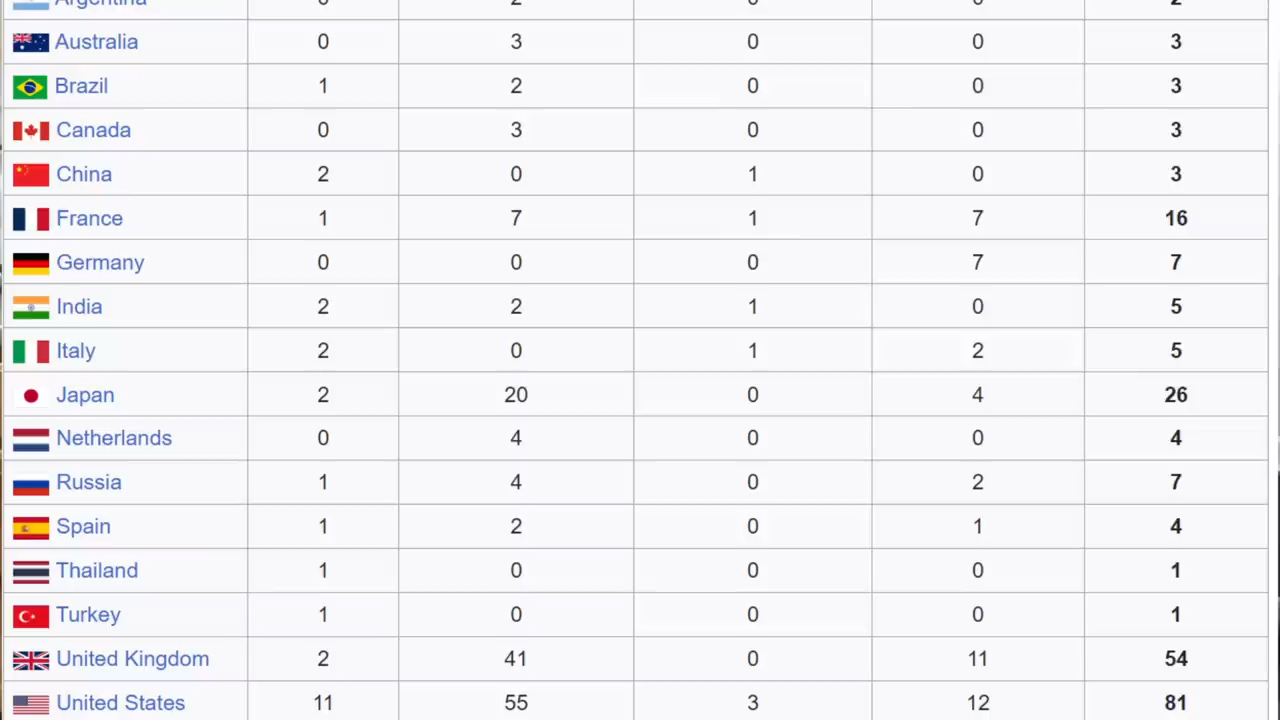 Argentina 2 2
Australia 0 3 0 0 3
Brazil 1 2 0 0 3
Canada 0 3 0 0 3
China 2 0 1 0 3
France 1 7 1 7 16
Germany 0 0 0 7 7
India 2 2 1 0 5
Italy 2 0 1 2 5
Japan 2 20 0 4 26
Netherlands 0 4 0 0 4
Russia 1 4 0 2 7
Spain 1 2 0 1 4
Thailand 1 0 0 0 1
Turkey 1 0 0 0 1
United Kingdom 2 41 0 11 54
United States 11 55 3 12 81